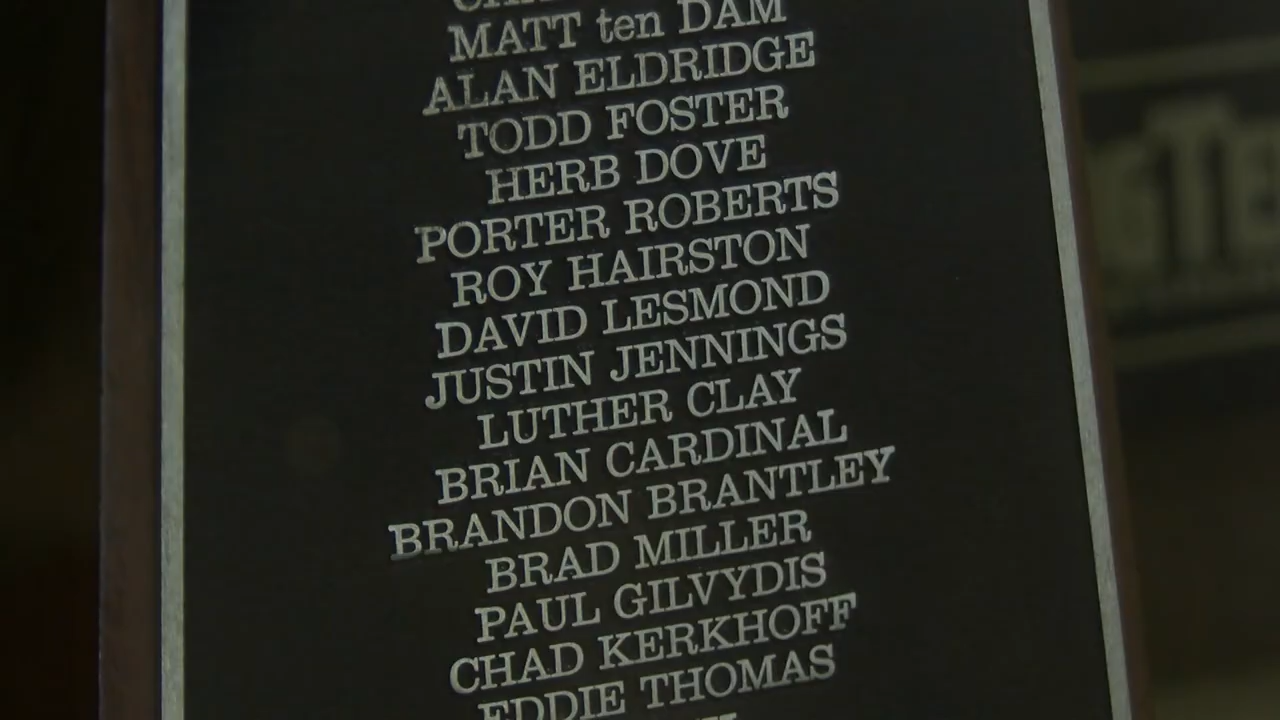 MATT ten DAM
ALAN ELDRIDGE
TODD FOSTER
HERB DOVE
PORTER ROBERTS
ROY HAIRSTON
DAVID LESMOND
JUSTIN JENNINGS
LUTHER CLAY
BRIAN CARDINAL
BRANDON BRANTLEY
BRAD MILLER
PAUL GILVYDIS
CHAD KERKHOFF
EDDIE THOMAS